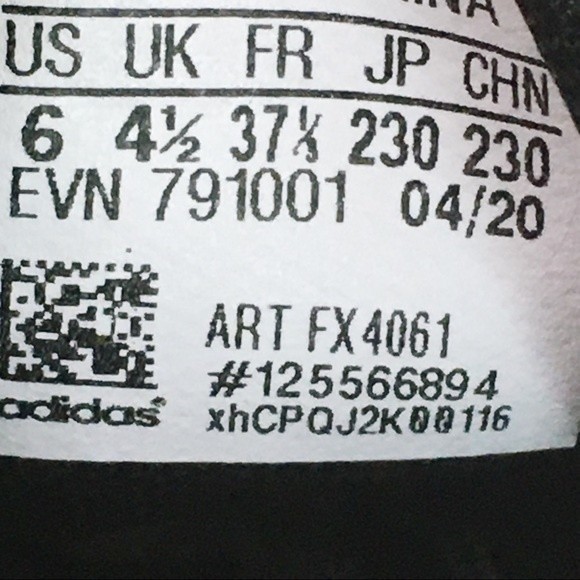 US UK FR JP CHN
6 4½ 37⅓ 230 230
EVN 791001 04/20
ART FX4061
#125566894
xhCPQJ2K00116
adidas